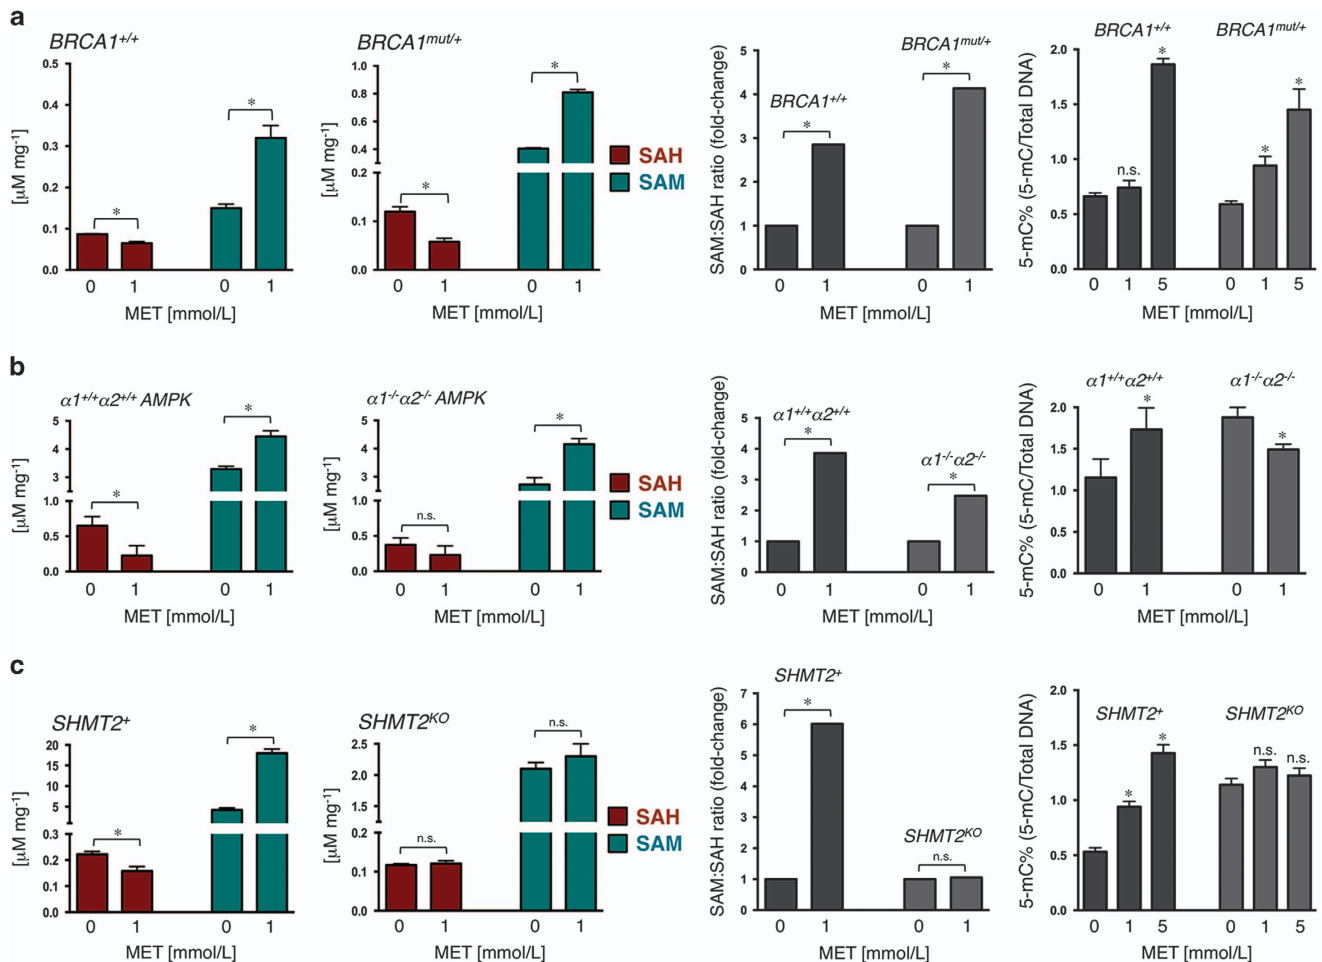 a
BRCA1+/+
[μM mg-1]
0.5
0.4
0.3
0.2
0.1
0.0
*
*
0 1 0 1
MET [mmol/L]
BRCA1mut/+
[μM mg-1]
1.0
0.8
0.6
0.4
0.2
0.1
0.0
*
*
0 1 0 1
MET [mmol/L]
SAH
SAM
SAM:SAH ratio (fold-change)
5
4
3
2
1
0
BRCA1+/+
*
BRCA1mut/+
*
0 1 0 1
MET [mmol/L]
5-mC% (5-mC/Total DNA)
2.0
1.5
1.0
0.5
0.0
BRCA1+/+
n.s.
*
BRCA1mut/+
*
*
0 1 5 0 1 5
MET [mmol/L]
b
α1+/+α2+/+ AMPK
[μM mg-1]
5
4
3
1.0
0.5
0.0
*
*
0 1 0 1
MET [mmol/L]
α1-/-α2-/- AMPK
[μM mg-1]
5
4
3
1.0
0.5
0.0
n.s.
*
0 1 0 1
MET [mmol/L]
SAH
SAM
SAM:SAH ratio (fold-change)
5
4
3
2
1
0
α1+/+α2+/+
*
α1-/-α2-/-
*
0 1 0 1
MET [mmol/L]
5-mC% (5-mC/Total DNA)
2.0
1.5
1.0
0.5
0.0
α1+/+α2+/+
*
α1-/-α2-/-
*
0 1 0 1
MET [mmol/L]
c
SHMT2+
[μM mg-1]
20
15
10
5
0.3
0.2
0.1
0.0
*
*
0 1 0 1
MET [mmol/L]
SHMT2KO
[μM mg-1]
2.5
2.0
1.5
0.2
0.1
0.0
n.s.
n.s.
0 1 0 1
MET [mmol/L]
SAH
SAM
SAM:SAH ratio (fold-change)
7
6
5
4
3
2
1
0
SHMT2+
*
SHMT2KO
n.s.
0 1 0 1
MET [mmol/L]
5-mC% (5-mC/Total DNA)
2.0
1.5
1.0
0.5
0.0
SHMT2+
*
*
SHMT2KO
n.s.
n.s.
0 1 5 0 1 5
MET [mmol/L]